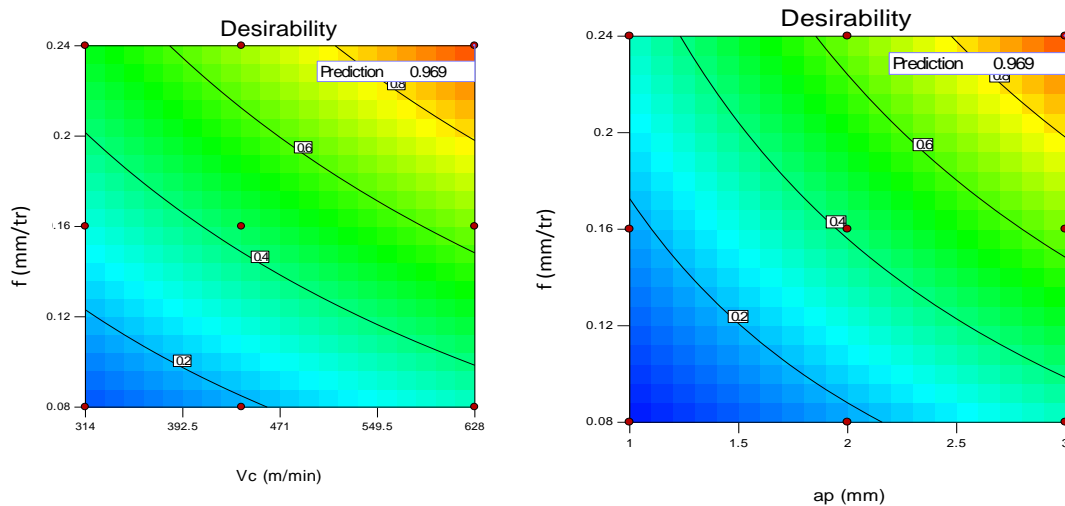 Desirability
0.24
Prediction 0.969
0.8
0.2
0.6
f (mm/tr)
0.16
0.4
0.12
0.2
0.08
314 392.5 471 549.5 628
Vc (m/min)
Desirability
0.24
Prediction 0.969
0.8
0.2
0.6
f (mm/tr)
0.4
0.16
0.12
0.2
0.08
1 1.5 2 2.5 3
ap (mm)